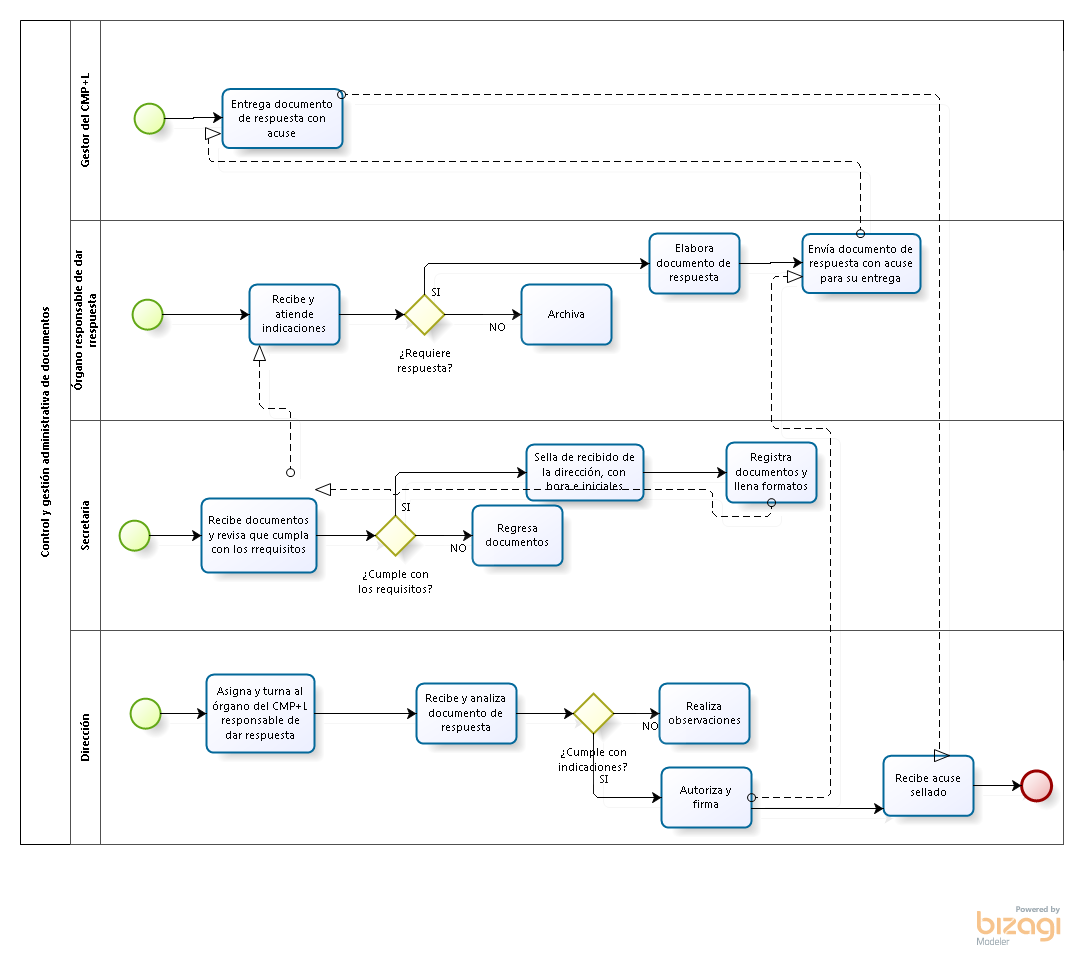 Control y gestión administrativa de documentos
Gestor del CMP+L
Entrega documento
de respuesta con
acuse
Órgano responsable de dar
rrespuesta
Recibe y
atiende
indicaciones
SI
NO
¿Requiere
respuesta?
Archiva
Elabora
documento de
respuesta
Envía documento de
respuesta con acuse
para su entrega
Secretaria
Recibe documentos
y revisa que cumpla
con los rrequisitos
SI
NO
¿Cumple con
los requisitos?
Sella de recibido de
la dirección, con
hora e iniciales
Regresa
documentos
Registra
documentos y
llena formatos
Dirección
Asigna y turna al
órgano del CMP+L
responsable de
dar respuesta
Recibe y analiza
documento de
respuesta
¿Cumple con
indicaciones?
NO
SI
Realiza
observaciones
Autoriza y
firma
Recibe acuse
sellado
Powered by
bizagi
Modeler